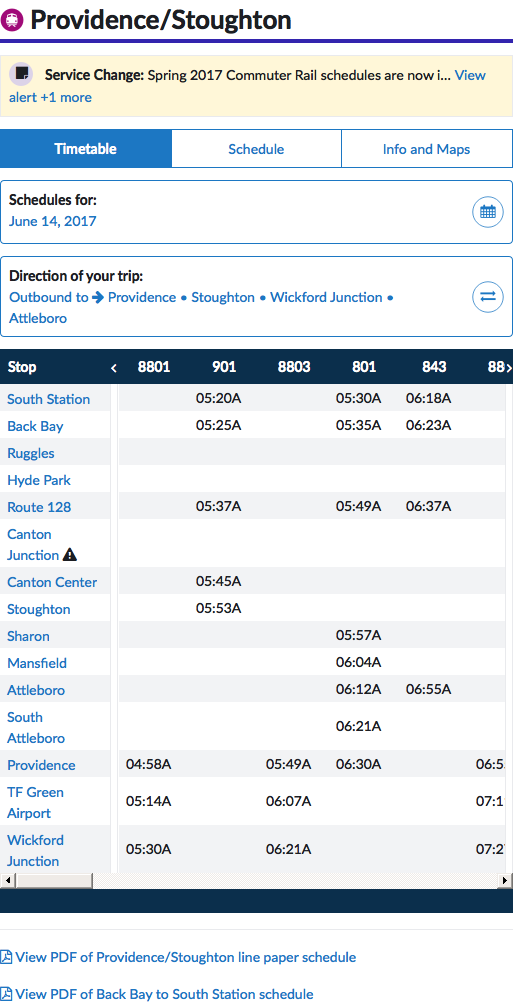 Providence/Stoughton
Service Change: Spring 2017 Commuter Rail schedules are now i... View
alert +1 more
Timetable Schedule Info and Maps
Schedules for:
June 14, 2017
Direction of your trip:
Outbound to → Providence • Stoughton • Wickford Junction •
Attleboro
Stop < 8801 901 8803 801 843 88 >
South Station 05:20A 05:30A 06:18A
Back Bay 05:25A 05:35A 06:23A
Ruggles
Hyde Park
Route 128 05:37A 05:49A 06:37A
Canton
Junction
Canton Center 05:45A
Stoughton 05:53A
Sharon 05:57A
Mansfield 06:04A
Attleboro 06:12A 06:55A
South
Attleboro 06:21A
Providence 04:58A 05:49A 06:30A 06:5
TF Green
Airport 05:14A 06:07A 07:1
Wickford
Junction 05:30A 06:21A 07:2
View PDF of Providence/Stoughton line paper schedule
View PDF of Back Bay to South Station schedule